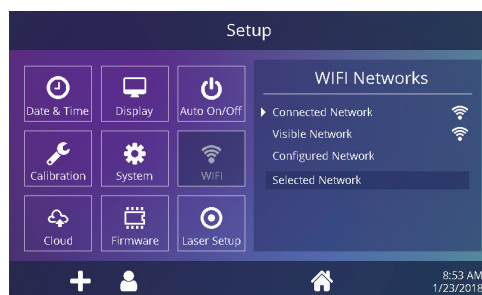 Setup
Date & Time
Display
Auto On/Off
Calibration
System
WIFI
Cloud
Firmware
Laser Setup
WIFI Networks
Connected Network
Visible Network
Configured Network
Selected Network
8:53 AM
1/23/2018